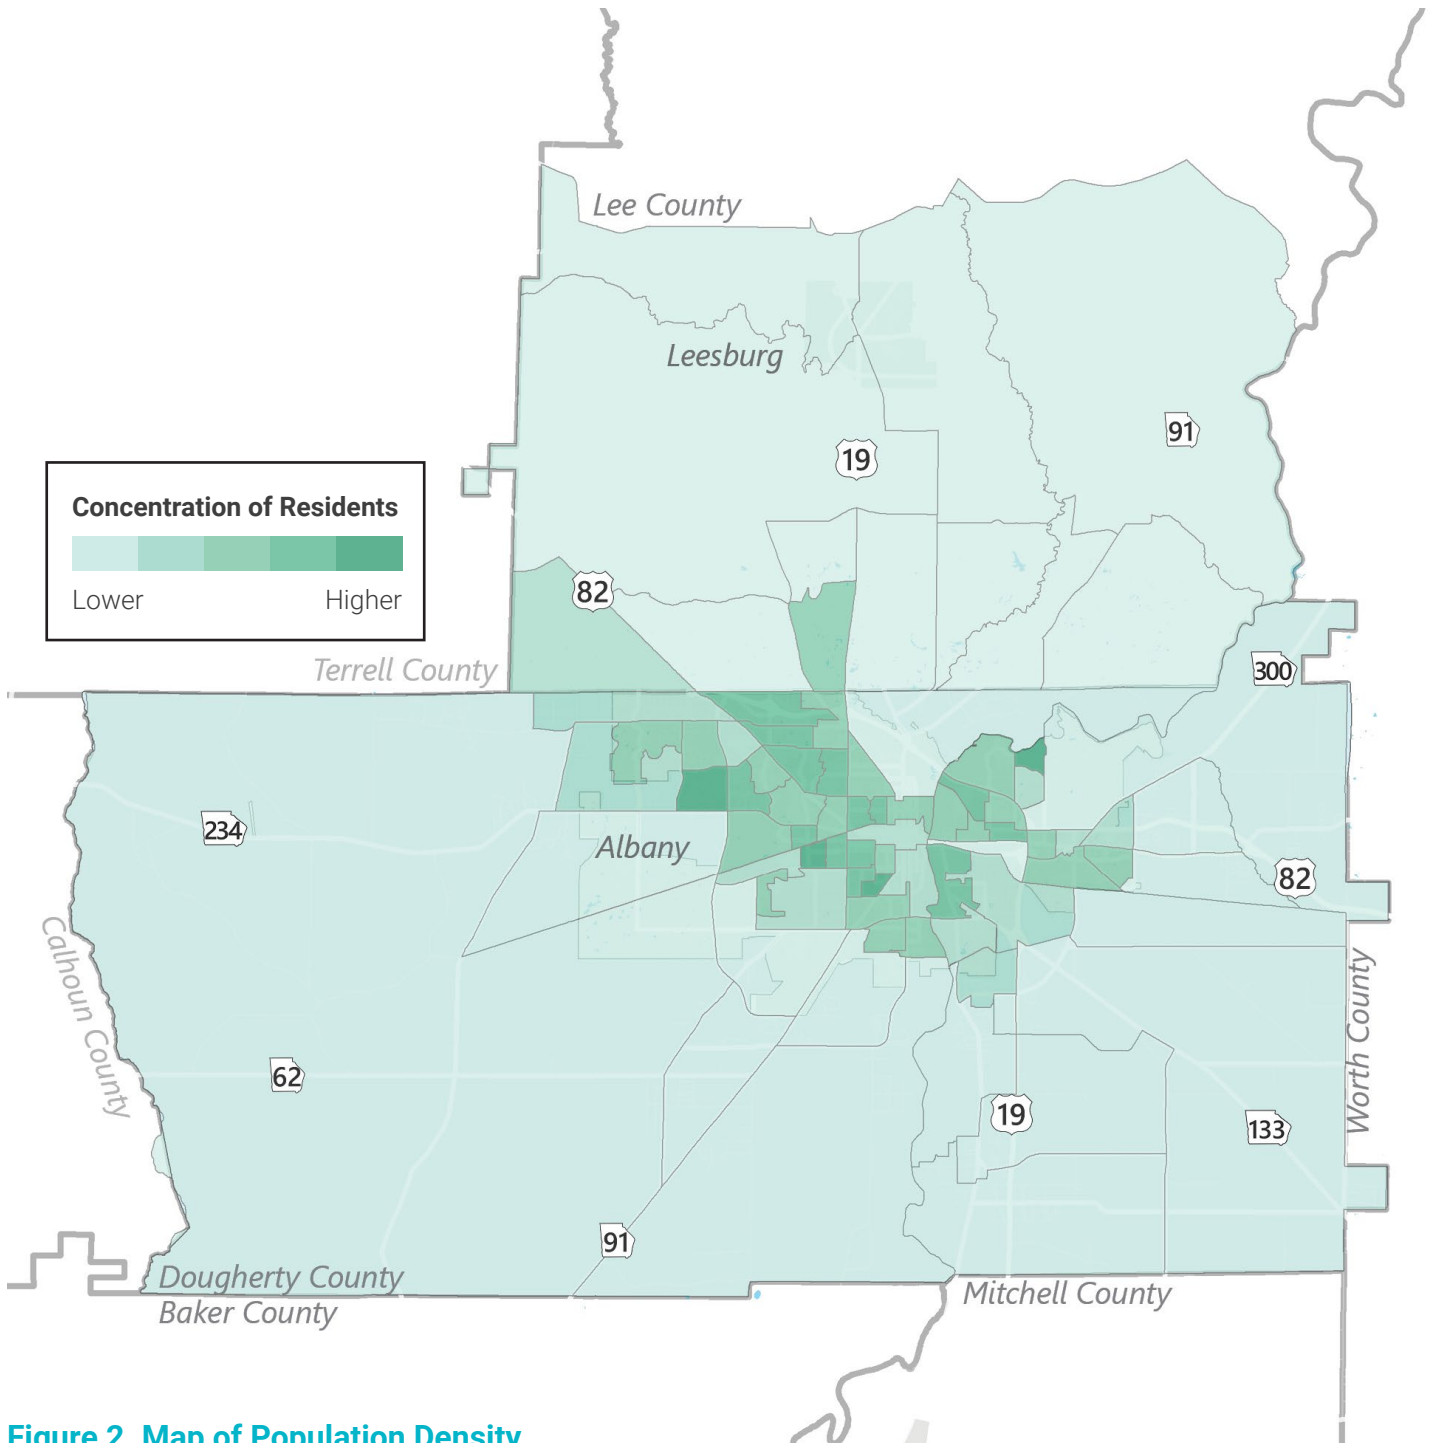 Lee County
Leesburg
91
19
Concentration of Residents
Lower Higher
82
Terrell County
300
234
Albany
82
Calhoun County
Worth County
62
19
133
91
Dougherty County
Baker County
Mitchell County
Figure 2. Map of Population Density